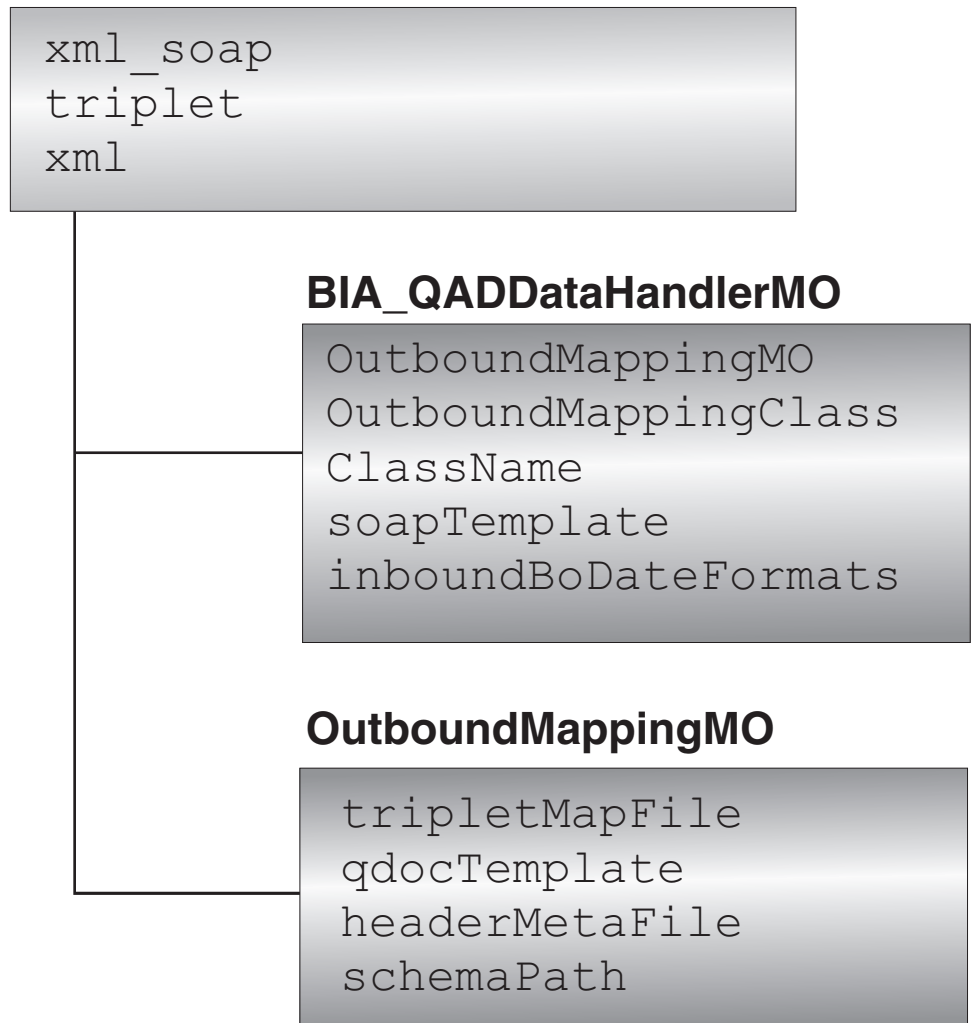 xml_soap
triplet
xml
BIA_QADDataHandlerMO
OutboundMappingMO
OutboundMappingClass
ClassName
soapTemplate
inboundBoDateFormats
OutboundMappingMO
tripletMapFile
qdocTemplate
headerMetaFile
schemaPath